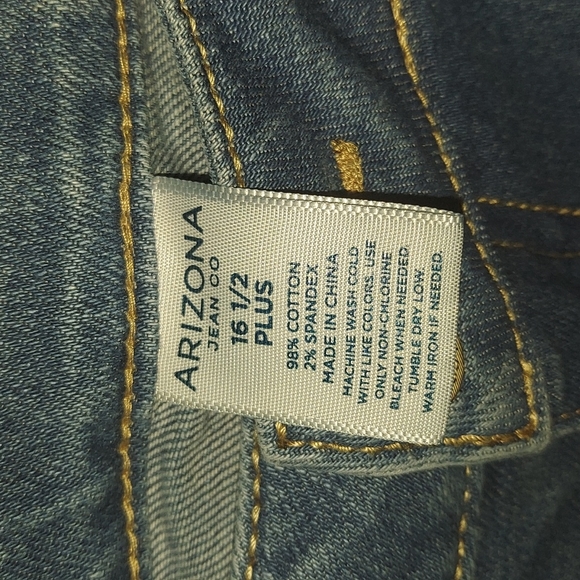 ARIZONA
JEAN CO
16 1/2
PLUS
98% COTTON
2% SPANDEX
MADE IN CHINA
MACHINE WASH COLD
WITH LIKE COLORS. USE
ONLY NON-CHLORINE
BLEACH WHEN NEEDED.
TUMBLE DRY LOW.
WARM IRON IF NEEDED.